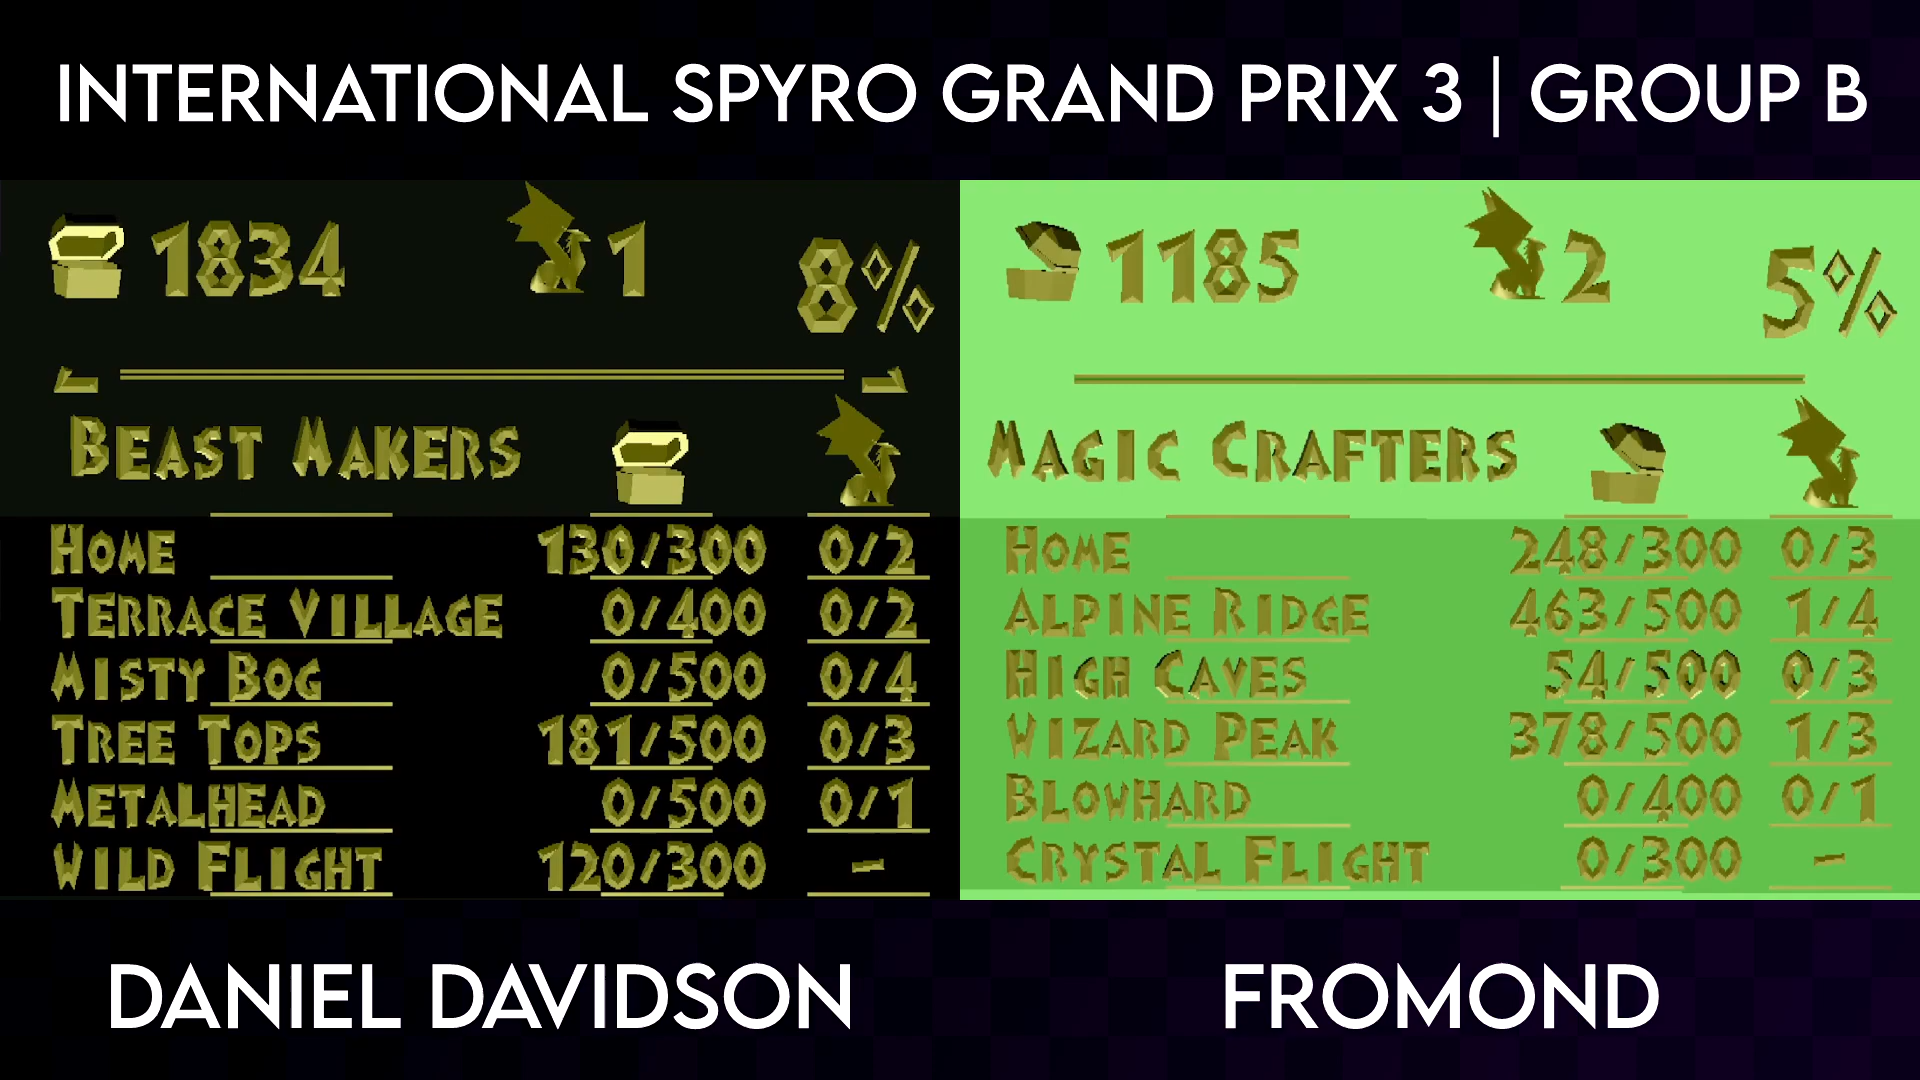 INTERNATIONAL SPYRO GRAND PRIX 3 | GROUP B
1834 1 8%
BEAST MAKERS
HOME 130/300 0/2
TERRACE VILLAGE 0/400 0/2
MISTY BOG 0/500 0/4
TREE TOPS 181/500 0/3
METALHEAD 0/500 0/1
WILD FLIGHT 120/300 -
1185 2 5%
MAGIC CRAFTERS
HOME 248/300 0/3
ALPINE RIDGE 463/500 1/4
HIGH CAVES 54/500 0/3
WIZARD PEAK 378/500 1/3
BLOWHARD 0/400 0/1
CRYSTAL FLIGHT 0/300 -
DANIEL DAVIDSON
FROMOND